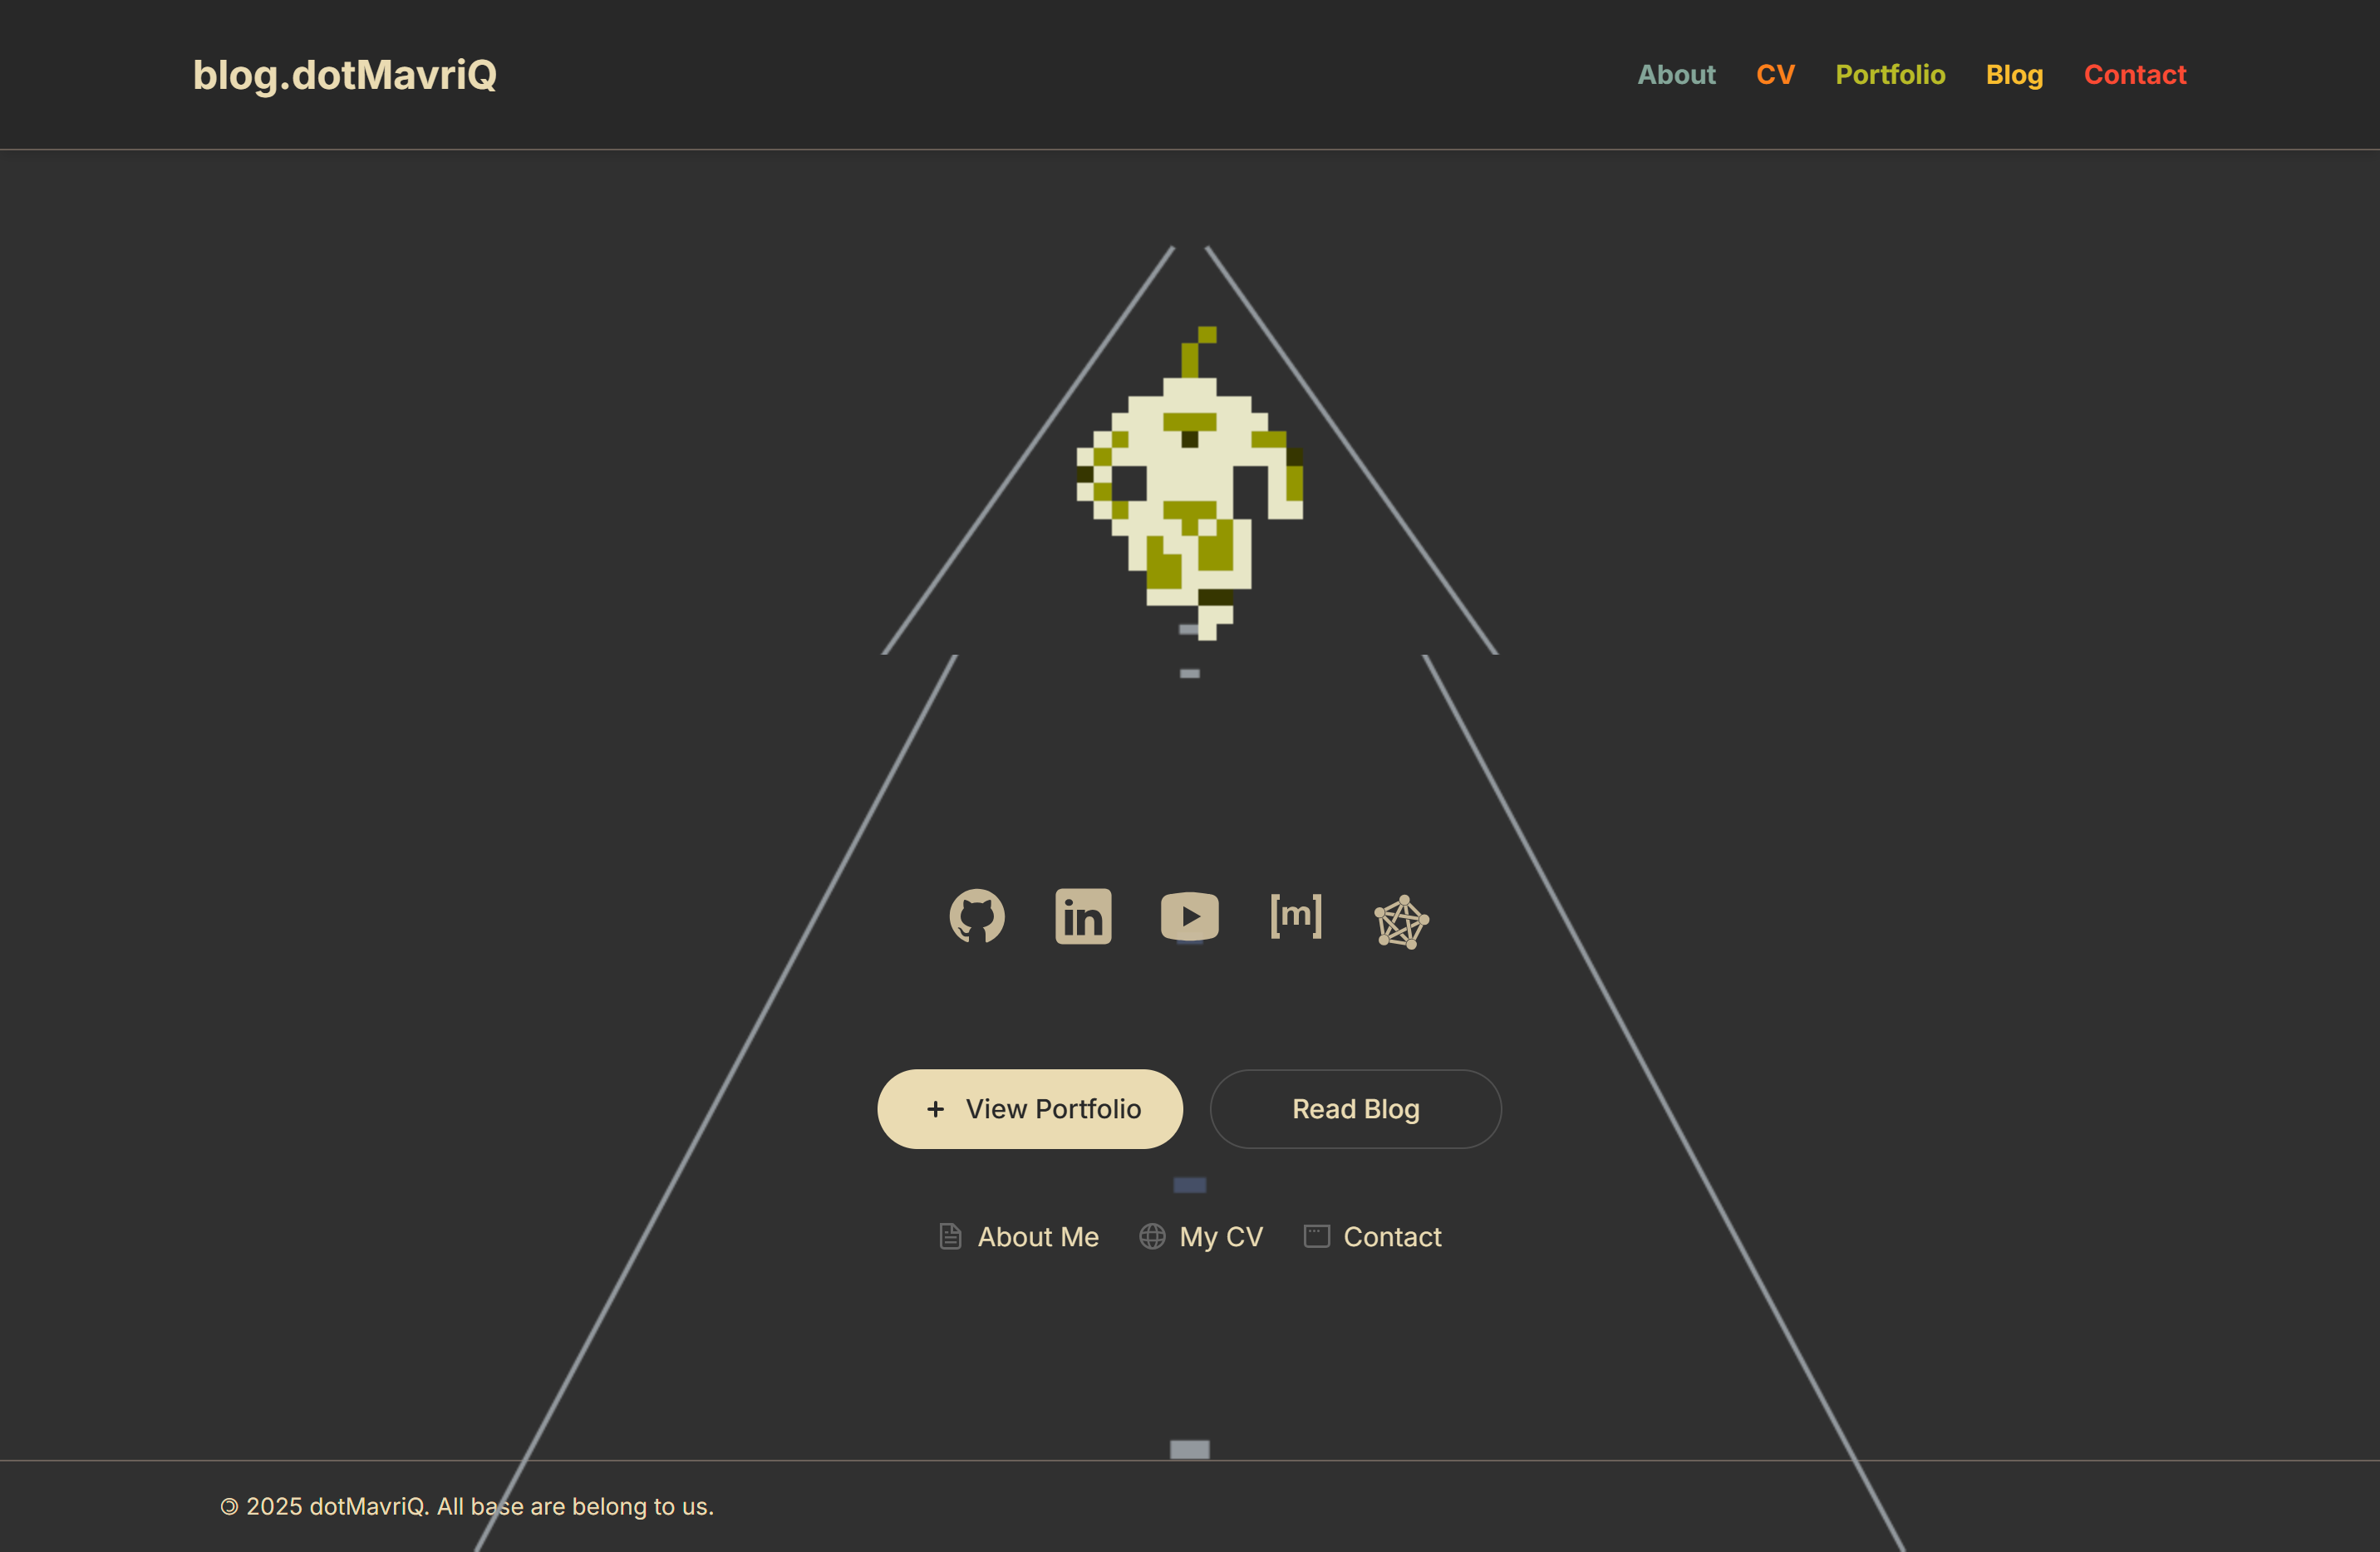 blog.dotMavriQ
About CV Portfolio Blog Contact
in [m]
+ View Portfolio Read Blog
About Me My CV Contact
🄯 2025 dotMavriQ. All base are belong to us.